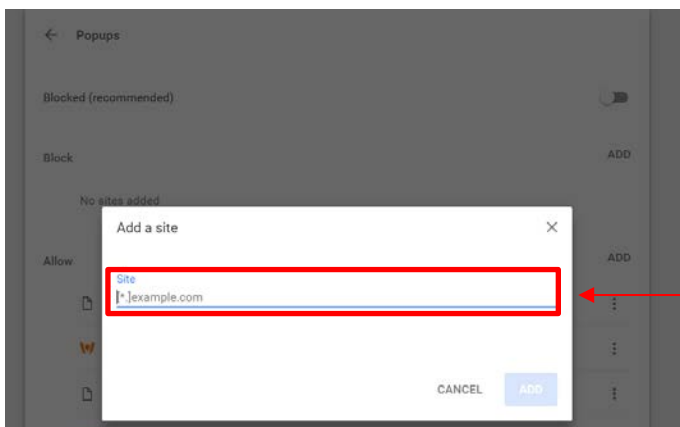 Popups
Blocked (recommended)
Block ADD
No sites added
Add a site
Allow ADD
Site
[*.]example.com
CANCEL ADD